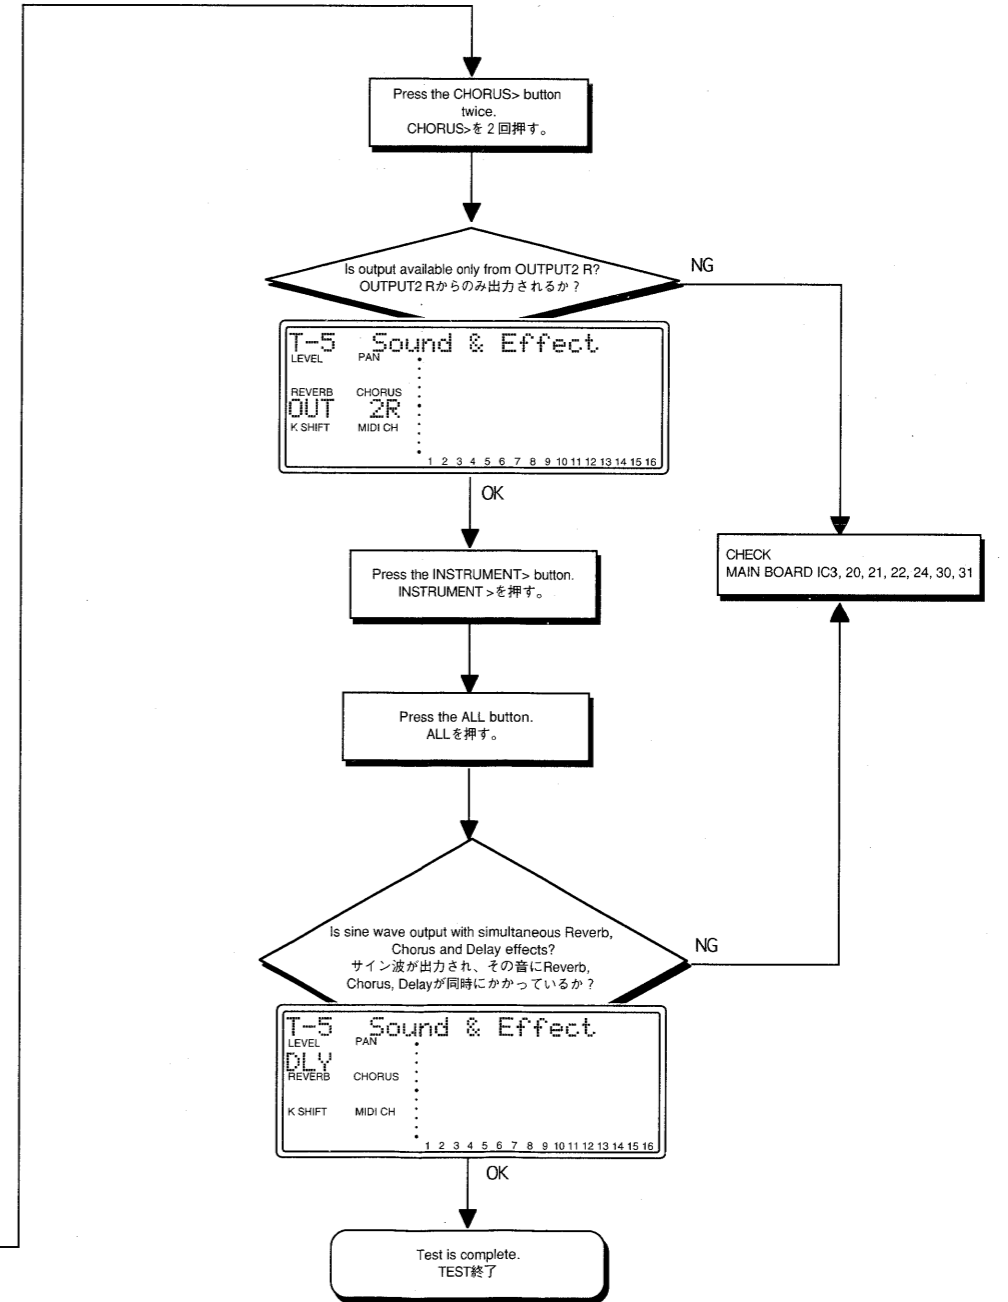 Press the CHORUS> button
twice.
CHORUS>を2回押す。
Is output available only from OUTPUT2 R?
OUTPUT2 Rからのみ出力されるか？
NG
T-5 Sound & Effect
LEVEL PAN
REVERB CHORUS
OUT 2R
K SHIFT MIDI CH
1 2 3 4 5 6 7 8 9 10 11 12 13 14 15 16
OK
Press the INSTRUMENT> button.
INSTRUMENT >を押す。
CHECK
MAIN BOARD IC3, 20, 21, 22, 24, 30, 31
Press the ALL button.
ALLを押す。
Is sine wave output with simultaneous Reverb,
Chorus and Delay effects?
サイン波が出力され、その音にReverb,
Chorus, Delayが同時にかかっているか？
NG
T-5 Sound & Effect
LEVEL PAN
DLY
REVERB CHORUS
K SHIFT MIDI CH
1 2 3 4 5 6 7 8 9 10 11 12 13 14 15 16
OK
Test is complete.
TEST終了